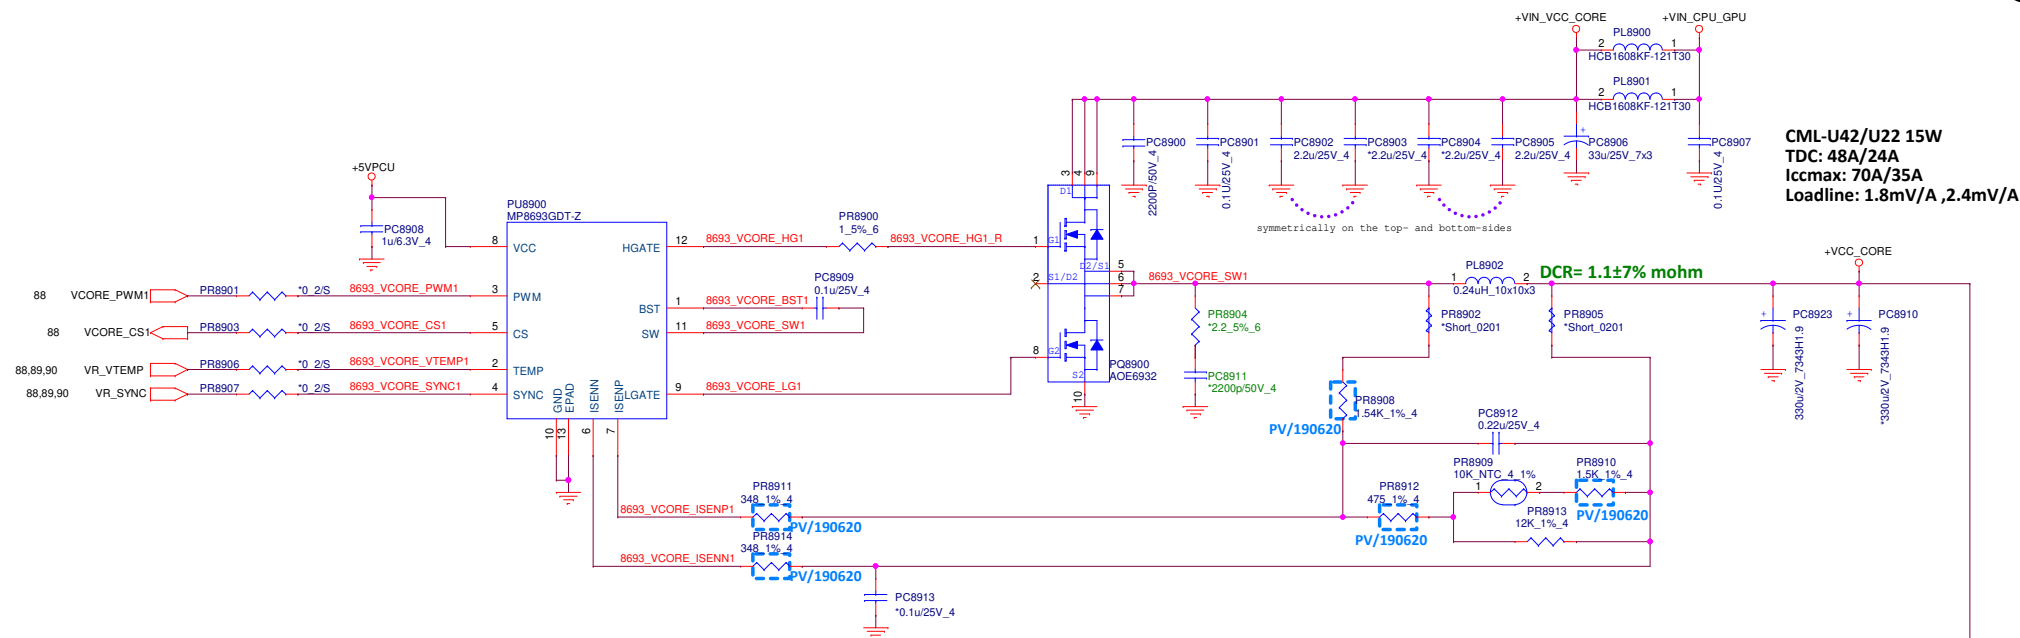 +VIN_VCC_CORE
+VIN_CPU_GPU
PL8900
2
1
HCB1608KF-121T30
PL8901
2
1
HCB1608KF-121T30
PC8900
2200P/50V_4
PC8901
0.1U/25V_4
PC8902
2.2u/25V_4
PC8903
*2.2u/25V_4
PC8904
*2.2u/25V_4
PC8905
2.2u/25V_4
+
PC8906
33u/25V_7x3
PC8907
0.1U/25V_4
CML-U42/U22 15W
TDC: 48A/24A
Iccmax: 70A/35A
Loadline: 1.8mV/A ,2.4mV/A
symmetrically on the top- and bottom-sides
+5VPCU
PC8908
1u/6.3V_4
PU8900
MP8693GDT-Z
8
VCC
3
PWM
5
CS
2
TEMP
4
SYNC
HGATE
12
BST
1
SW
11
LGATE
9
GND
EPAD
ISENN
ISENP
10
13
6
7
88
VCORE_PWM1
PR8901
*0_2/S
8693_VCORE_PWM1
88
VCORE_CS1
PR8903
*0_2/S
8693_VCORE_CS1
88,89,90
VR_VTEMP
PR8906
*0_2/S
8693_VCORE_VTEMP1
88,89,90
VR_SYNC
PR8907
*0_2/S
8693_VCORE_SYNC1
8693_VCORE_HG1
PR8900
1_5%_6
8693_VCORE_HG1_R
8693_VCORE_BST1
PC8909
0.1u/25V_4
8693_VCORE_SW1
8693_VCORE_LG1
3
4
9
D1
1
G1
2
S1/D2
D2/S1
5
6
7
8
G2
S2
10
PQ8900
AOE6932
8693_VCORE_SW1
PR8904
*2.2_5%_6
PC8911
*2200p/50V_4
PL8902
1
2
0.24uH_10x10x3
DCR= 1.1±7% mohm
+VCC_CORE
PR8902
*Short_0201
PR8905
*Short_0201
+
PC8923
330u/2V_7343H1.9
+
PC8910
*330u/2V_7343H1.9
PR8908
1.54K_1%_4
PV/190620
PC8912
0.22u/25V_4
PR8909
10K_NTC_4_1%
1
2
PR8910
1.5K_1%_4
PV/190620
PR8912
475_1%_4
PV/190620
PR8913
12K_1%_4
8693_VCORE_ISENP1
PR8911
348_1%_4
PV/190620
8693_VCORE_ISENN1
PR8914
348_1%_4
PV/190620
PC8913
*0.1u/25V_4